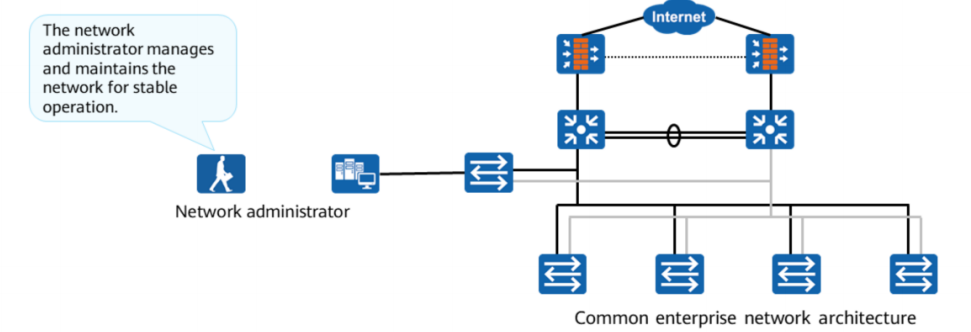 The network
administrator manages
and maintains the
network for stable
operation.
Internet
Network administrator
Common enterprise network architecture